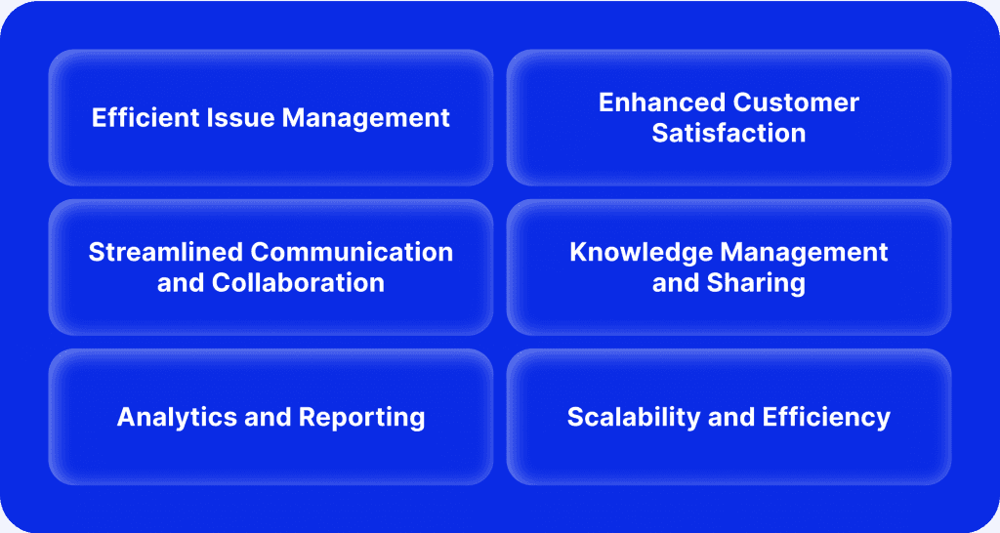 Efficient Issue Management
Enhanced Customer
Satisfaction
Streamlined Communication
and Collaboration
Knowledge Management
and Sharing
Analytics and Reporting
Scalability and Efficiency